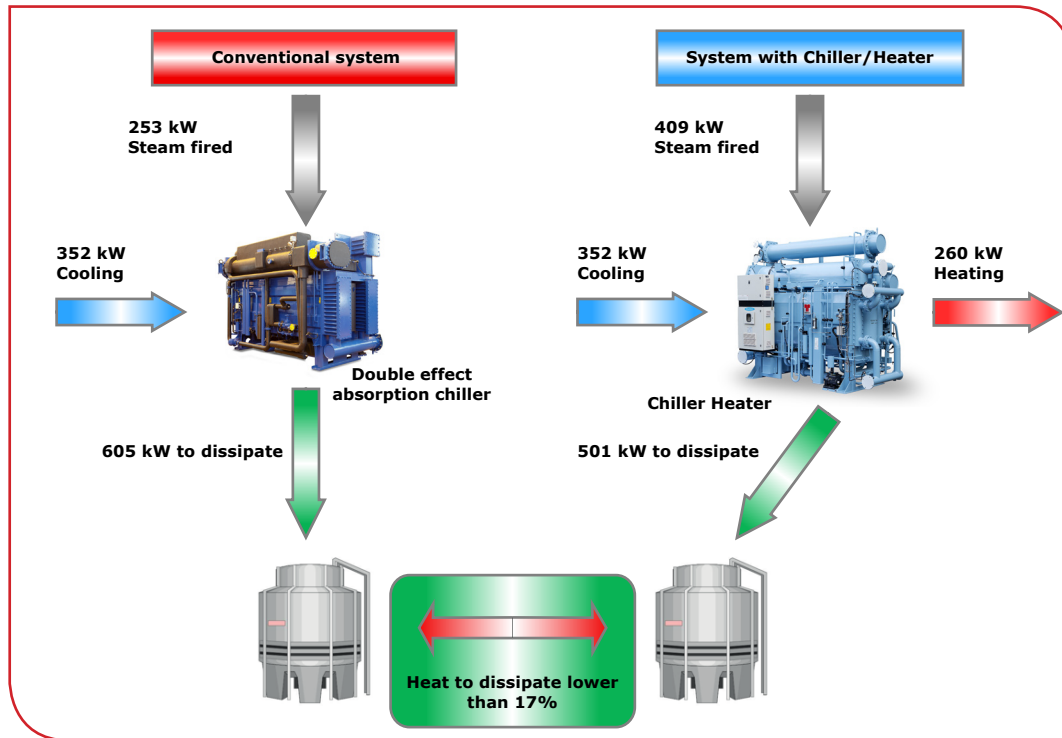 Conventional system
System with Chiller/Heater
253 kW
Steam fired
409 kW
Steam fired
352 kW
Cooling
352 kW
Cooling
260 kW
Heating
Double effect
absorption chiller
Chiller Heater
605 kW to dissipate
501 kW to dissipate
Heat to dissipate lower
than 17%